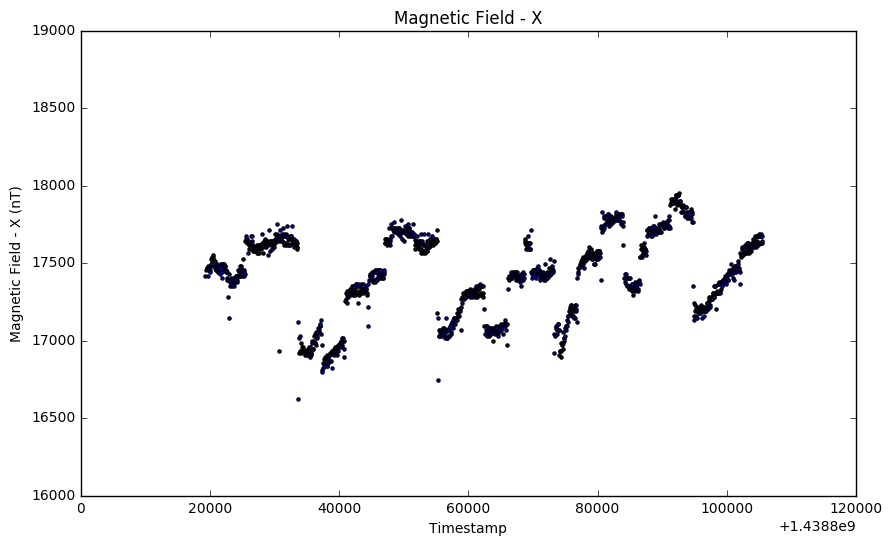 Magnetic Field - X
19000
18500
18000
17500
17000
16500
16000
Magnetic Field - X (nT)
0 20000 40000 60000 80000 100000 120000
Timestamp
+1.4388e9